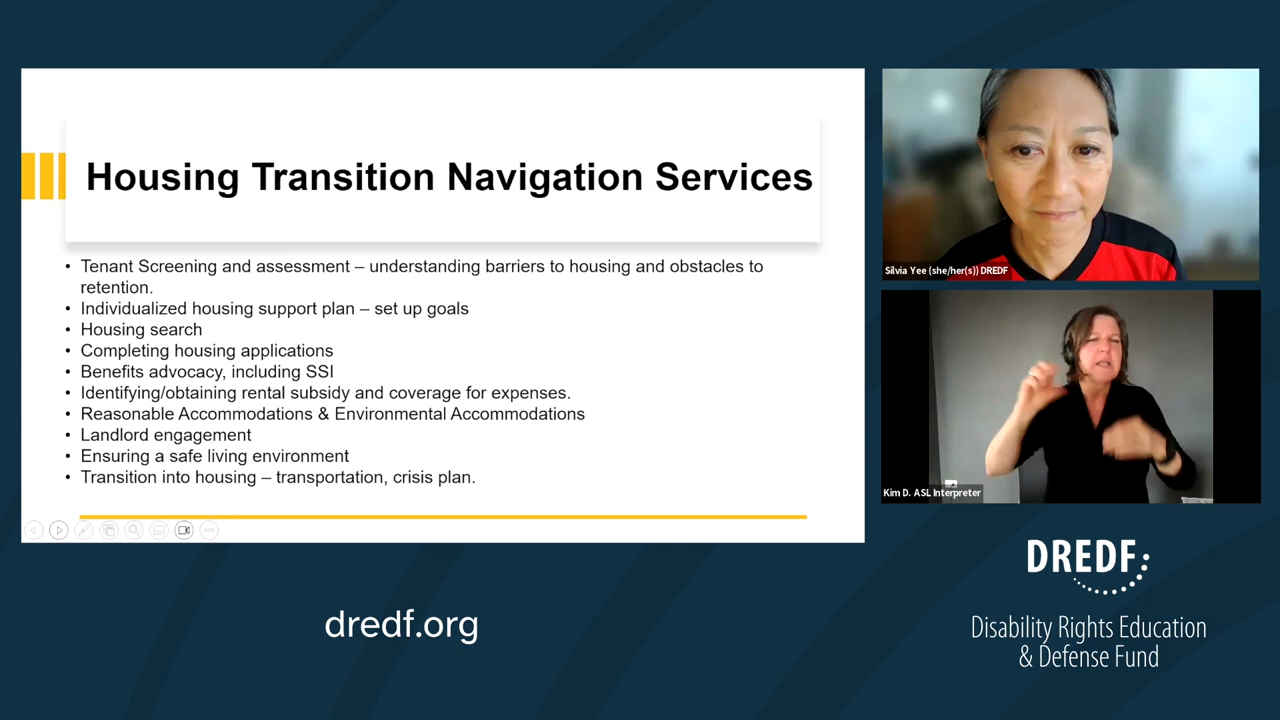 Housing Transition Navigation Services
• Tenant Screening and assessment – understanding barriers to housing and obstacles to
retention.
• Individualized housing support plan – set up goals
• Housing search
• Completing housing applications
• Benefits advocacy, including SSI
• Identifying/obtaining rental subsidy and coverage for expenses.
• Reasonable Accommodations & Environmental Accommodations
• Landlord engagement
• Ensuring a safe living environment
• Transition into housing – transportation, crisis plan.
Silvia Yee (she/her(s)) DREDF
Kim D. ASL Interpreter
dredf.org
DREDF
Disability Rights Education
& Defense Fund